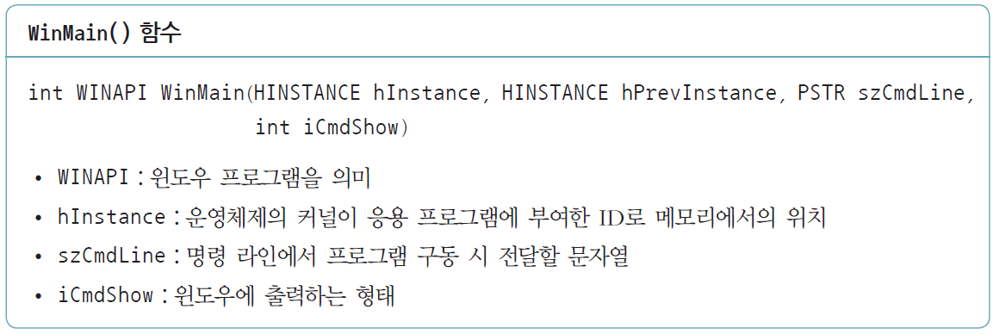 WinMain() 함수
int WINAPI WinMain(HINSTANCE hInstance, HINSTANCE hPrevInstance, PSTR szCmdLine,
int iCmdShow)
• WINAPI : 윈도우 프로그램을 의미
• hInstance : 운영체제의 커널이 응용 프로그램에 부여한 ID로 메모리에서의 위치
• szCmdLine : 명령 라인에서 프로그램 구동 시 전달할 문자열
• iCmdShow : 윈도우에 출력하는 형태